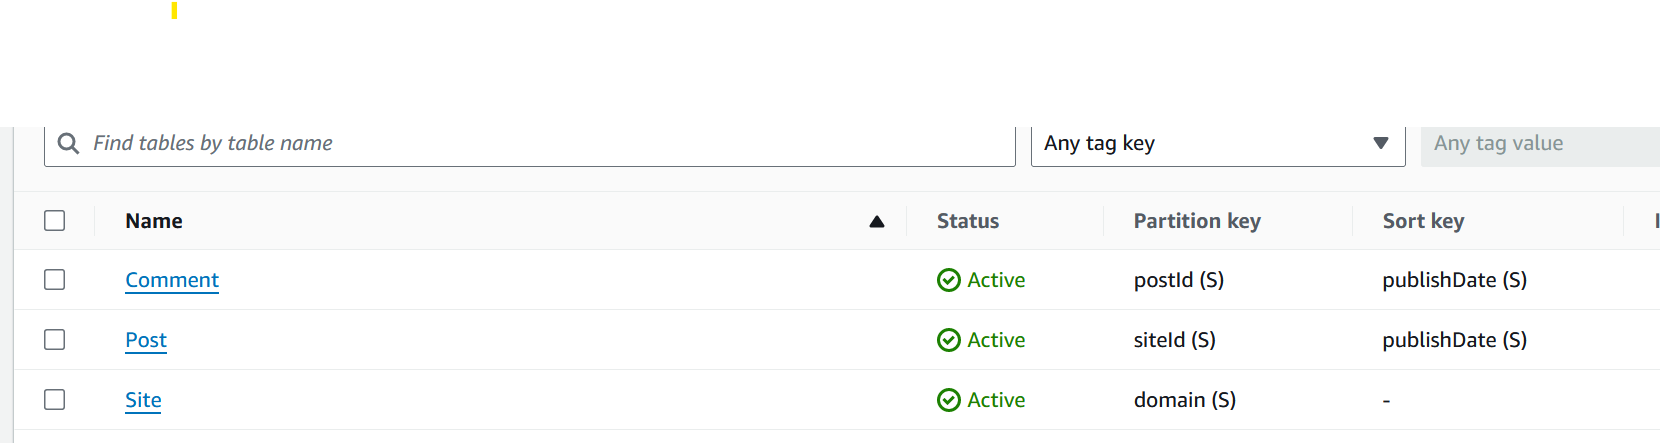 Find tables by table name Any tag key Any tag value
Name Status Partition key Sort key
Comment Active postId (S) publishDate (S)
Post Active siteId (S) publishDate (S)
Site Active domain (S) -